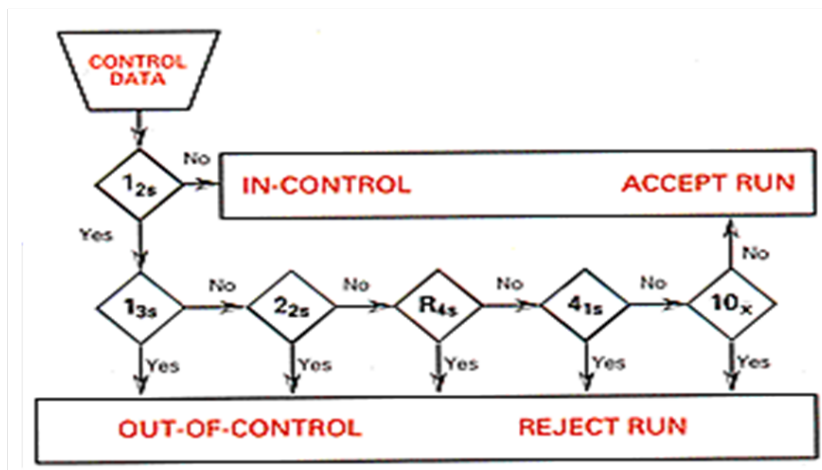 CONTROL
DATA
No
1₂s
IN-CONTROL ACCEPT RUN
Yes
No
No No No No
1₃s 2₂s R₄s 4₁s 10x
Yes Yes Yes Yes Yes
OUT-OF-CONTROL REJECT RUN